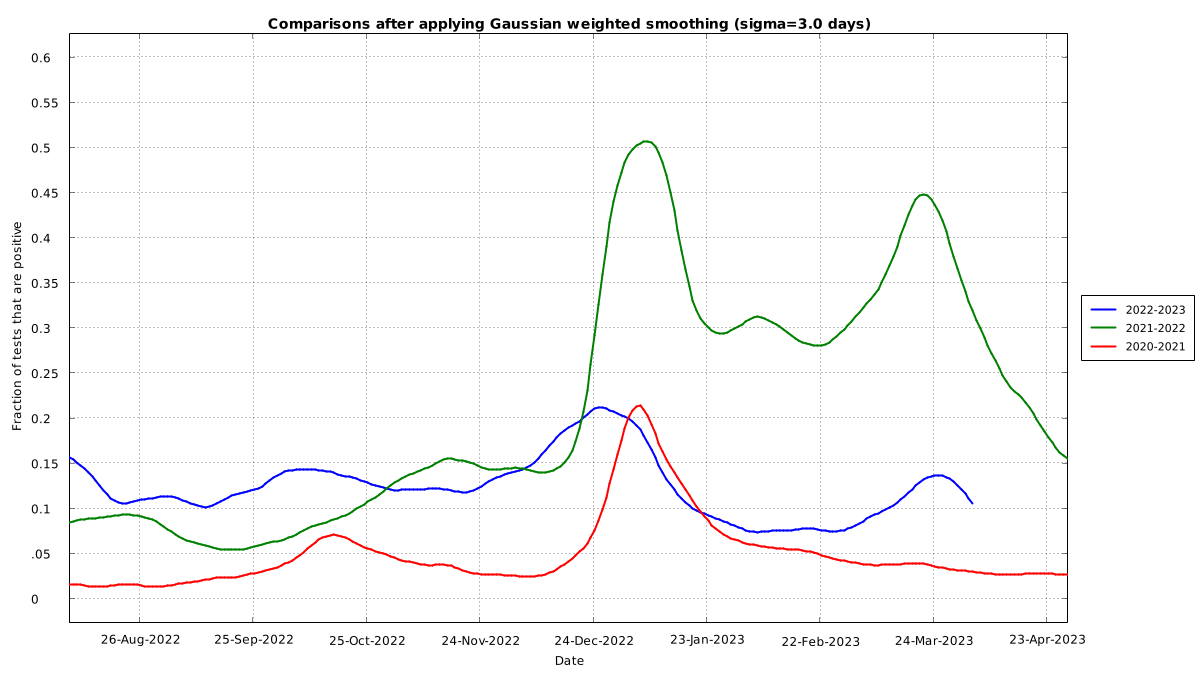 Comparisons after applying Gaussian weighted smoothing (sigma=3.0 days)
0.6
0.55
0.5
0.45
0.4
0.35
0.3
0.25
0.2
0.15
0.1
.05
0
Fraction of tests that are positive
2022-2023
2021-2022
2020-2021
26-Aug-2022
25-Sep-2022
25-Oct-2022
24-Nov-2022
24-Dec-2022
23-Jan-2023
22-Feb-2023
24-Mar-2023
23-Apr-2023
Date